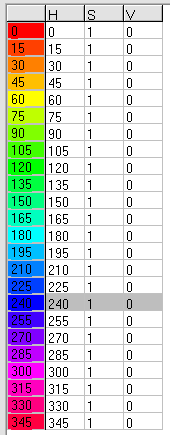 H S V
0 0 1 0
15 15 1 0
30 30 1 0
45 45 1 0
60 60 1 0
75 75 1 0
90 90 1 0
105 105 1 0
120 120 1 0
135 135 1 0
150 150 1 0
165 165 1 0
180 180 1 0
195 195 1 0
210 210 1 0
225 225 1 0
240 240 1 0
255 255 1 0
270 270 1 0
285 285 1 0
300 300 1 0
315 315 1 0
330 330 1 0
345 345 1 0